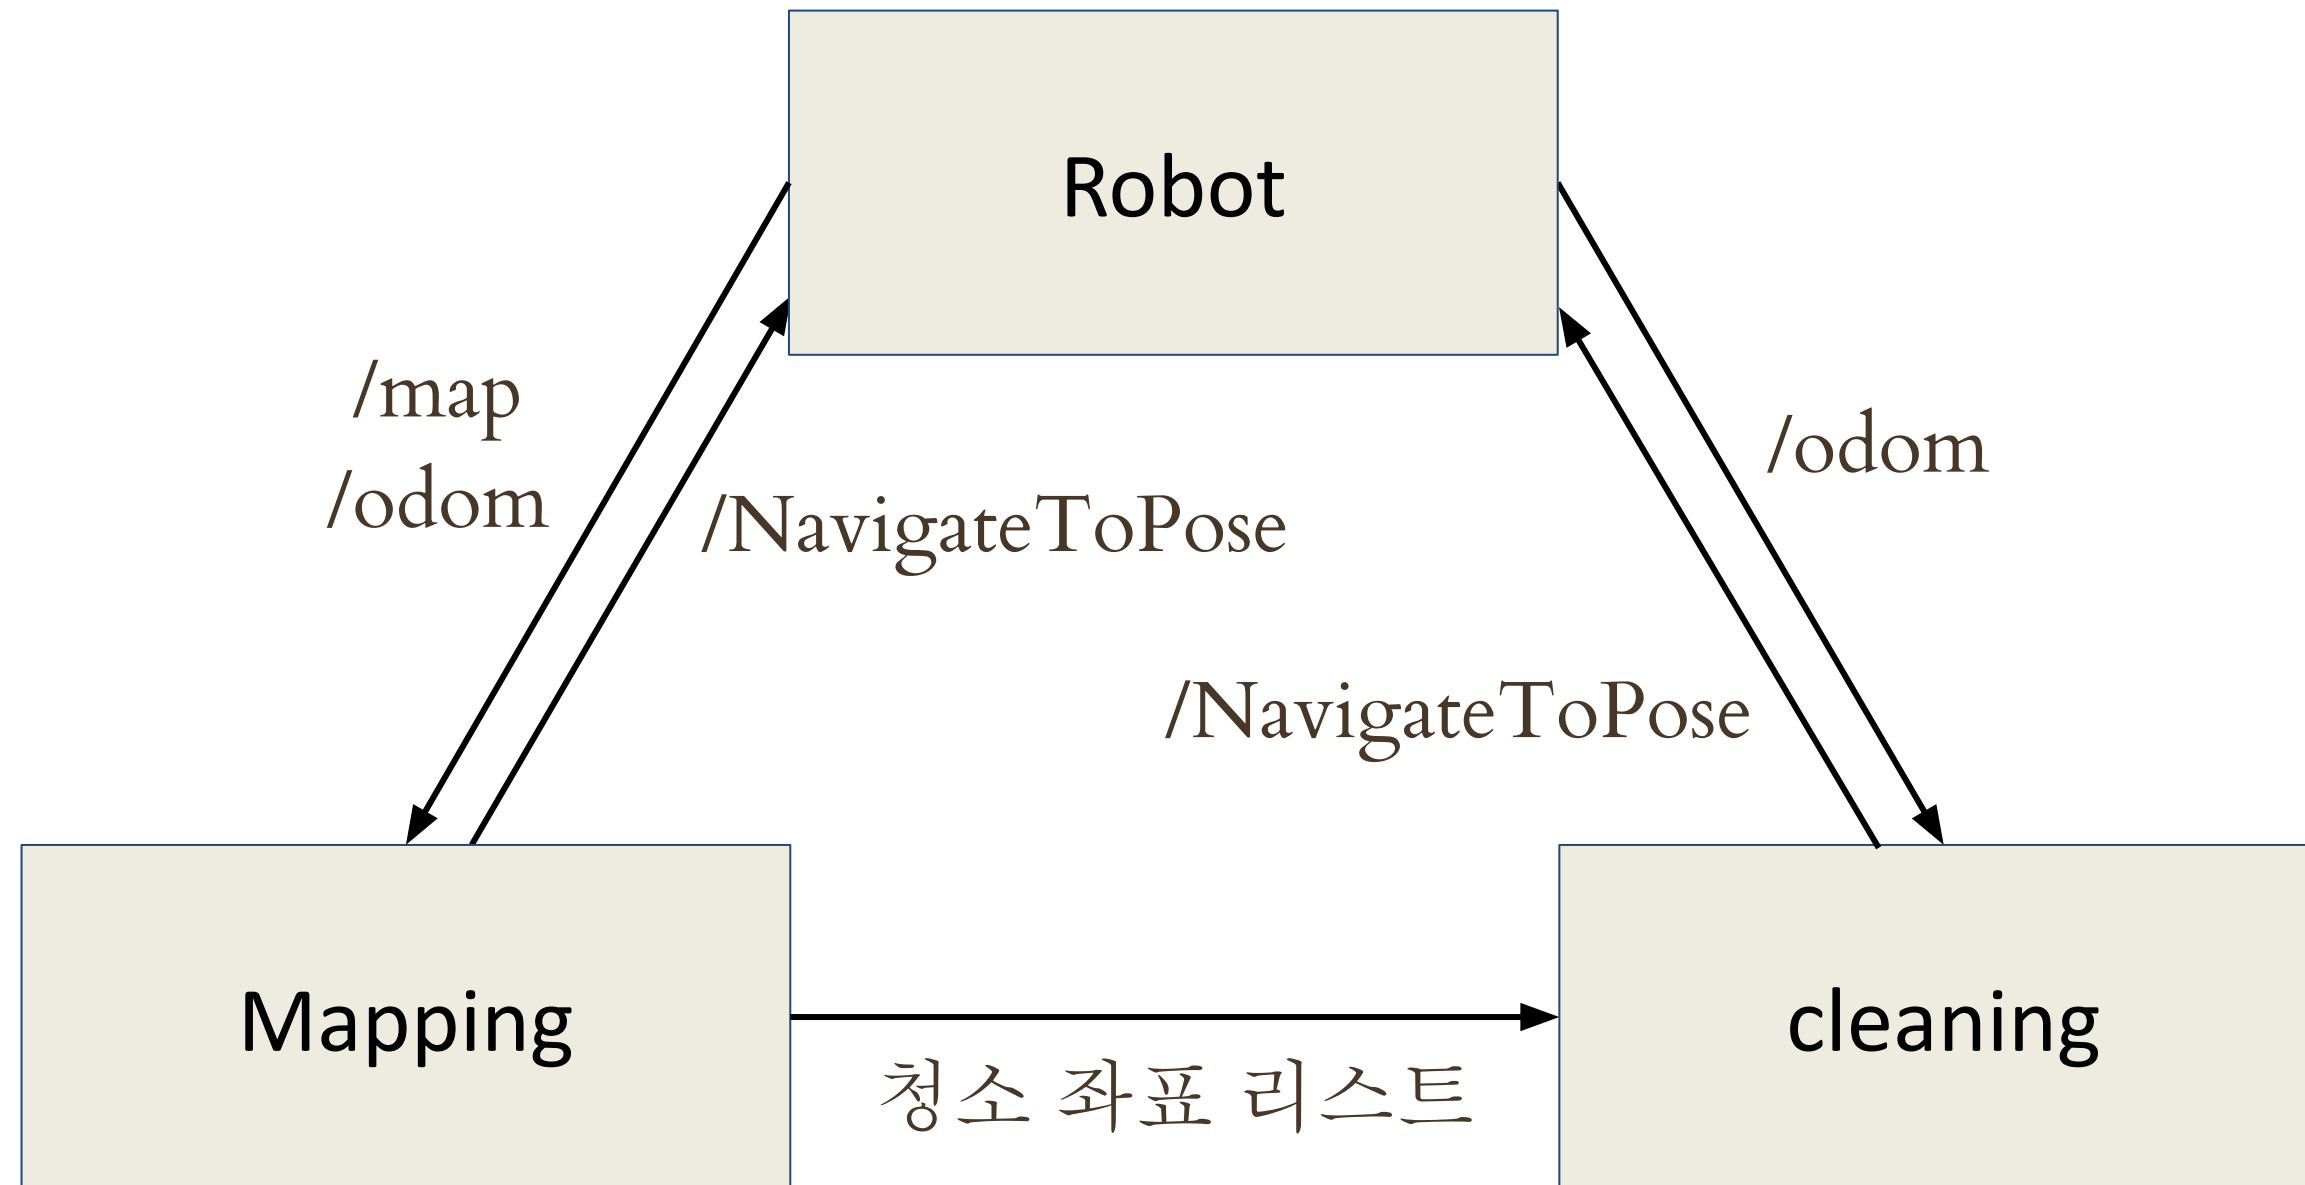 Robot
/map
/odom
/NavigateToPose
/odom
/NavigateToPose
Mapping
청소 좌표 리스트
cleaning